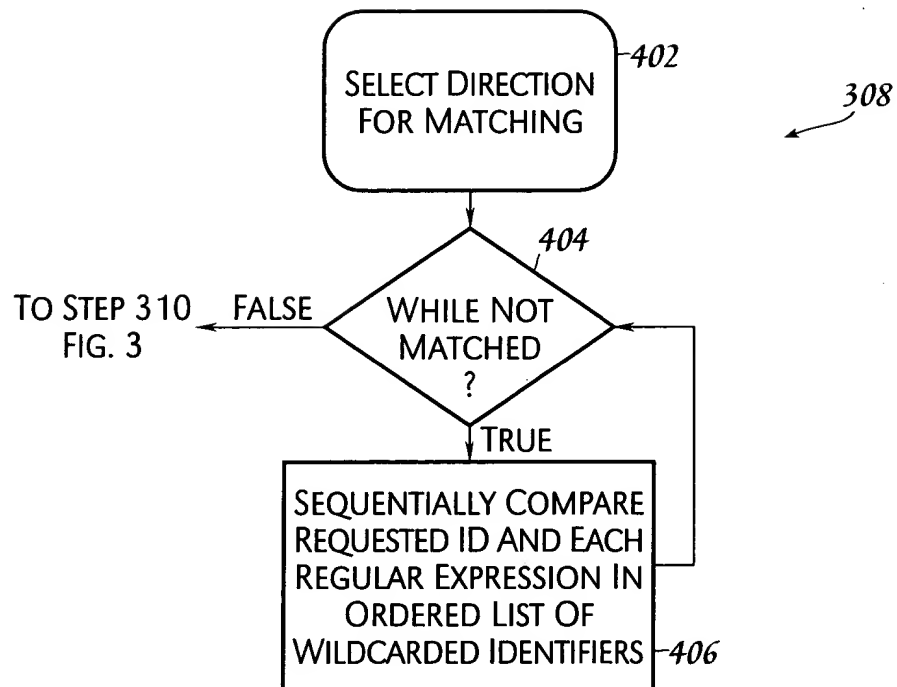 SELECT DIRECTION
FOR MATCHING
402
308
404
WHILE NOT
MATCHED
?
FALSE
TO STEP 310
FIG. 3
TRUE
SEQUENTIALLY COMPARE
REQUESTED ID AND EACH
REGULAR EXPRESSION IN
ORDERED LIST OF
WILDCARDED IDENTIFIERS
406